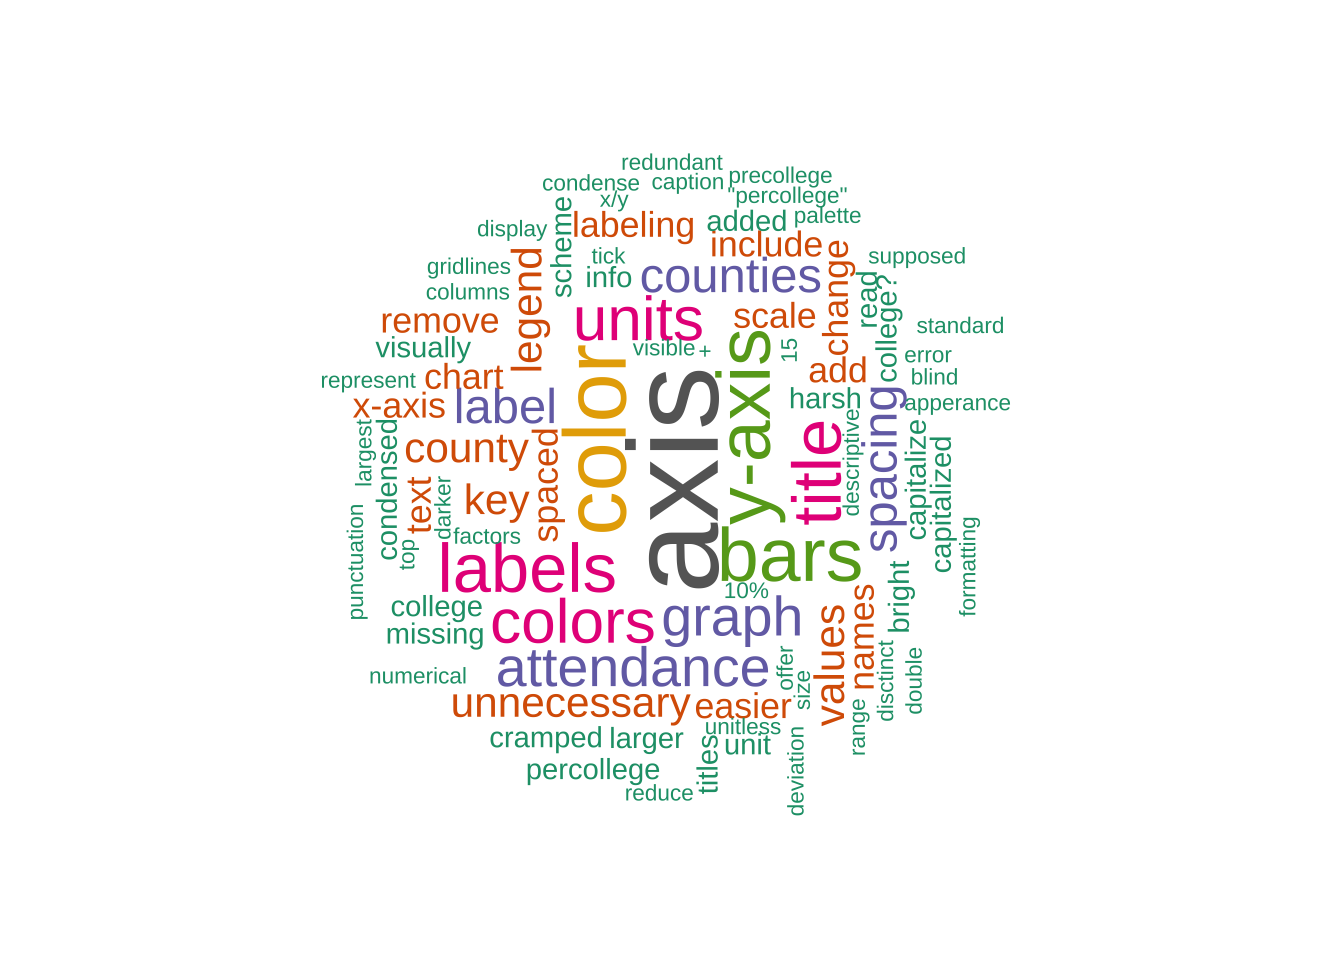 redundant
condense
caption
precollege
x/y
"percollege"
display
scheme
labeling
added
palette
gridlines
tick
include
supposed
columns
legend
info
counties
change
read
college?
remove
units
scale
standard
visually
visible
+
15
error
represent
chart
color
axis
y-axis
add
blind
x-axis
label
harsh
apperance
largest
condensed
county
spaced
title
descriptive
spacing
capitalize
capitalized
text
darker
key
punctuation
top
factors
formatting
labels
bars
10%
college
colors
graph
values
names
bright
missing
attendance
offer
size
disctinct
double
numerical
unnecessary
easier
range
cramped
larger
unitless
titles
unit
deviation
percollege
reduce